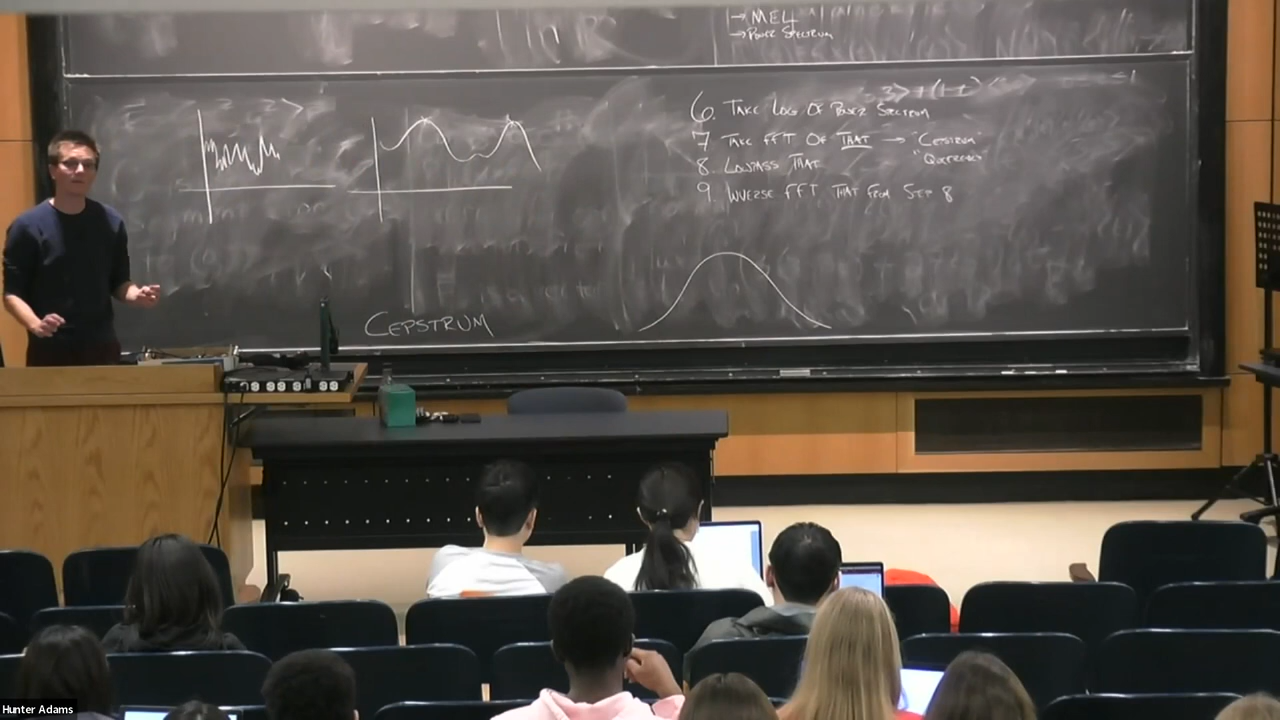 → MEL
→ POWER SPECTRUM
6. TAKE LOG OF POWER SPECTRUM
7 TAKE FFT OF THAT → "CEPSTRUM"
8. LOWPASS THAT
9. INVERSE FFT THAT FROM STEP 8
CEPSTRUM
Hunter Adams